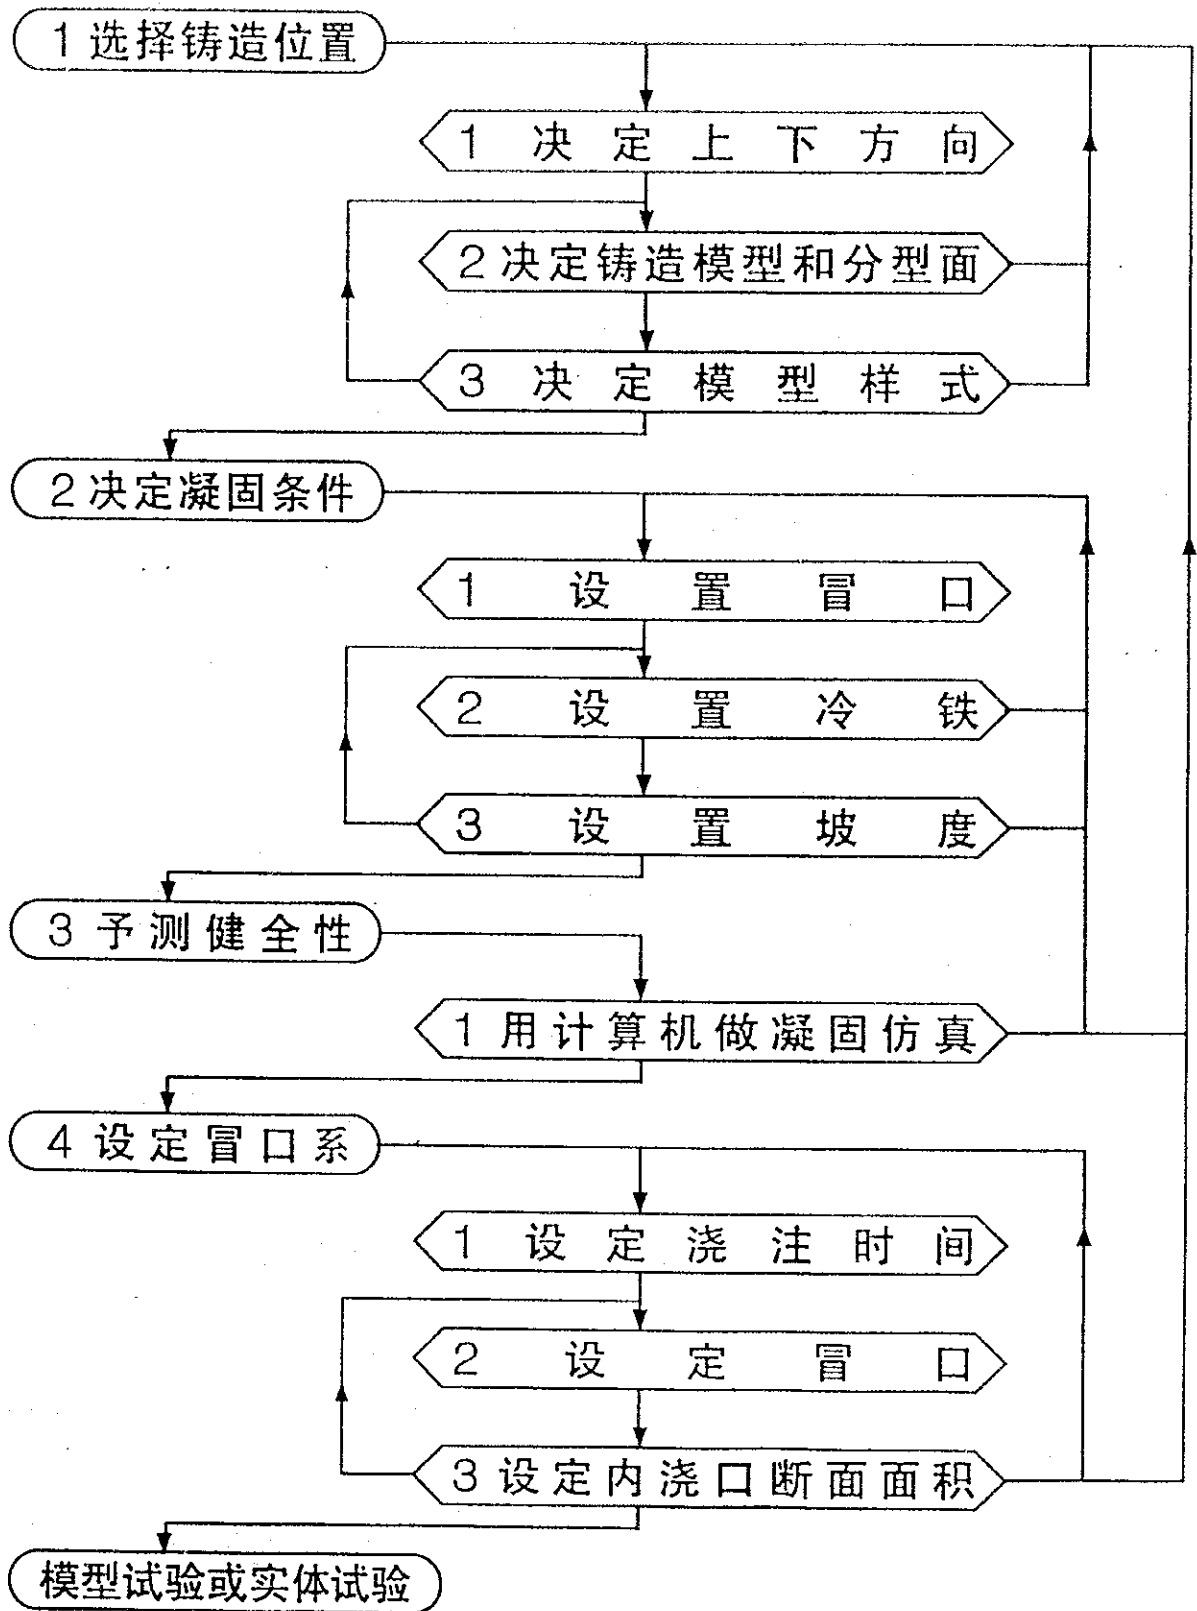 1选择铸造位置
1决定上下方向
2决定铸造模型和分型面
3决定模型样式
2决定凝固条件
1设置冒口
2设置冷铁
3设置坡度
3予测健全性
1用计算机做凝固仿真
4设定冒口系
1设定浇注时间
2设定冒口
3设定内浇口断面面积
模型试验或实体试验